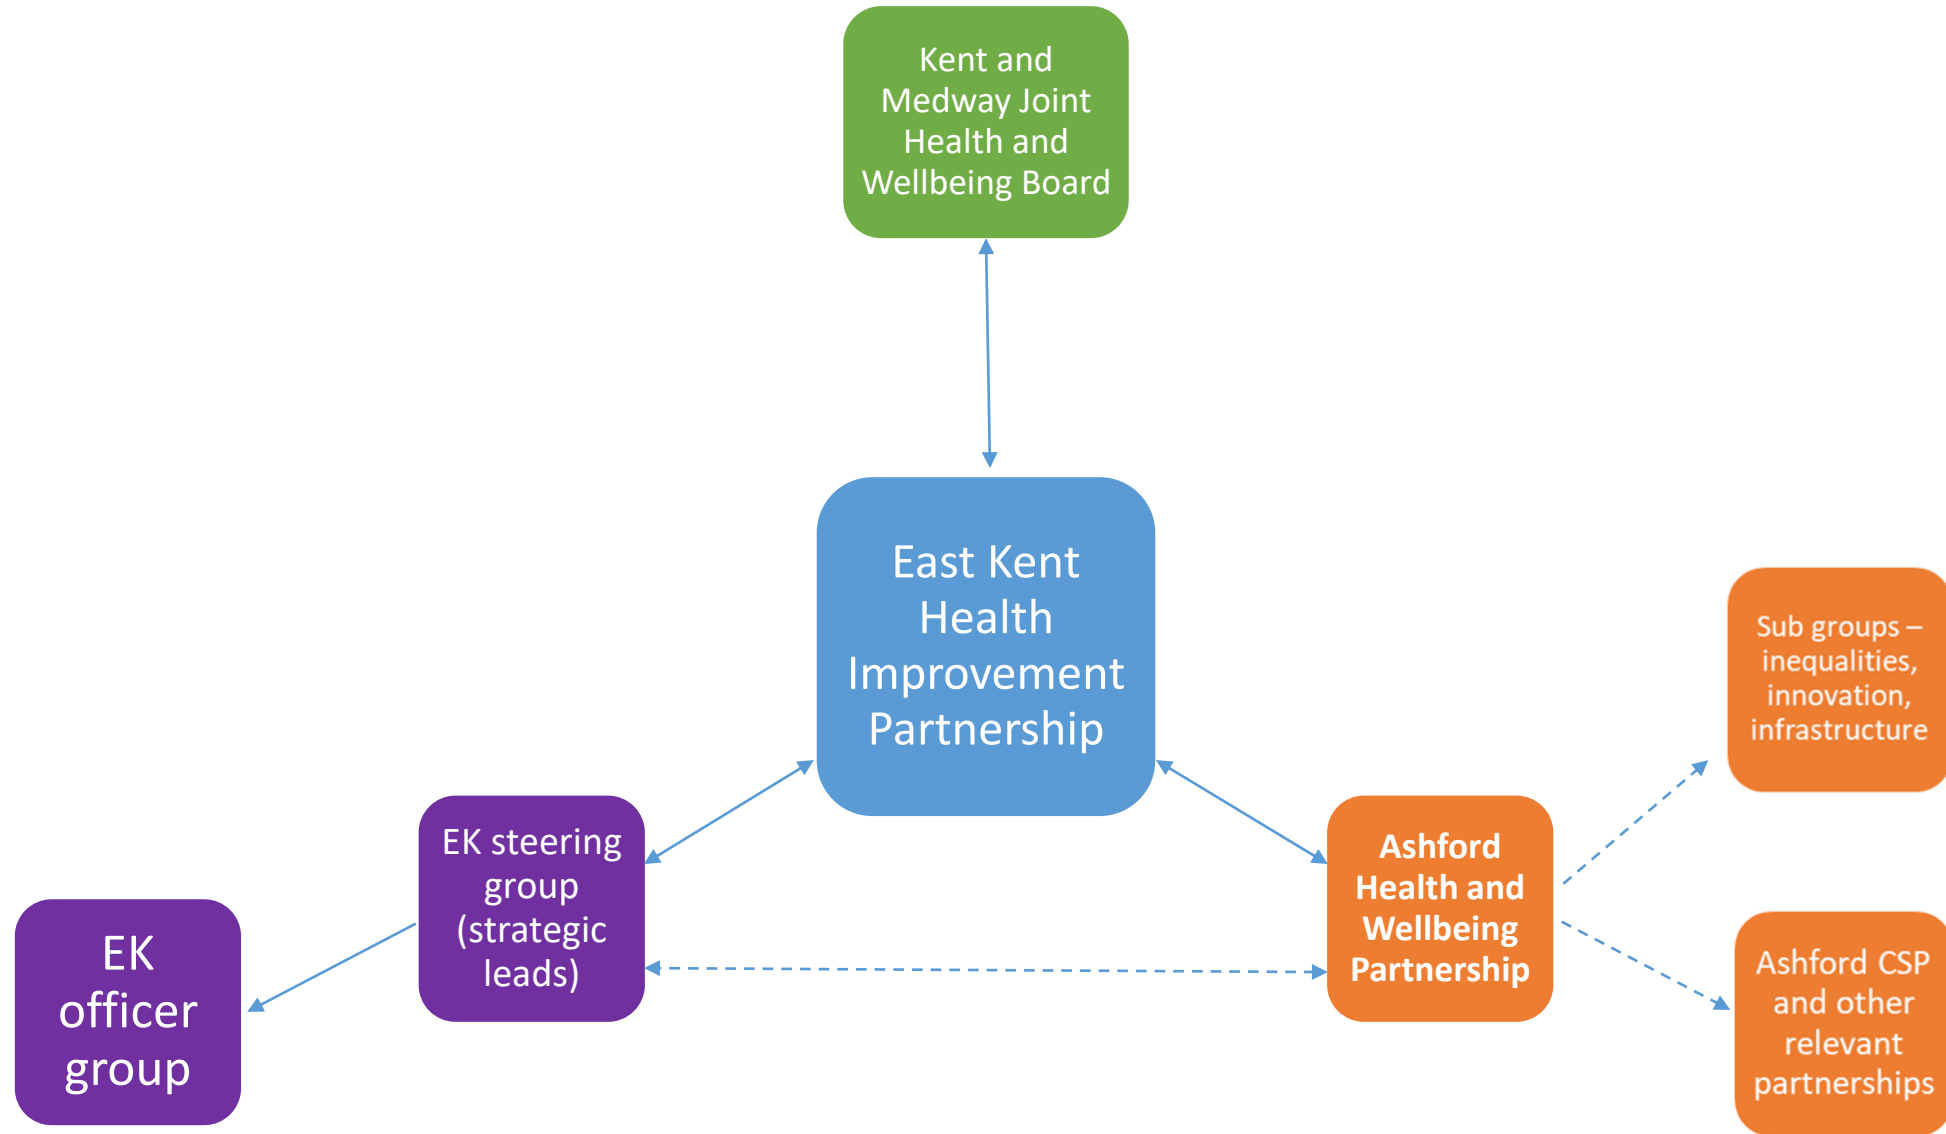 Kent and
Medway Joint
Health and
Wellbeing Board
East Kent
Health
Improvement
Partnership
Sub groups –
inequalities,
innovation,
infrastructure
EK steering
group
(strategic
leads)
Ashford
Health and
Wellbeing
Partnership
EK
officer
group
Ashford CSP
and other
relevant
partnerships